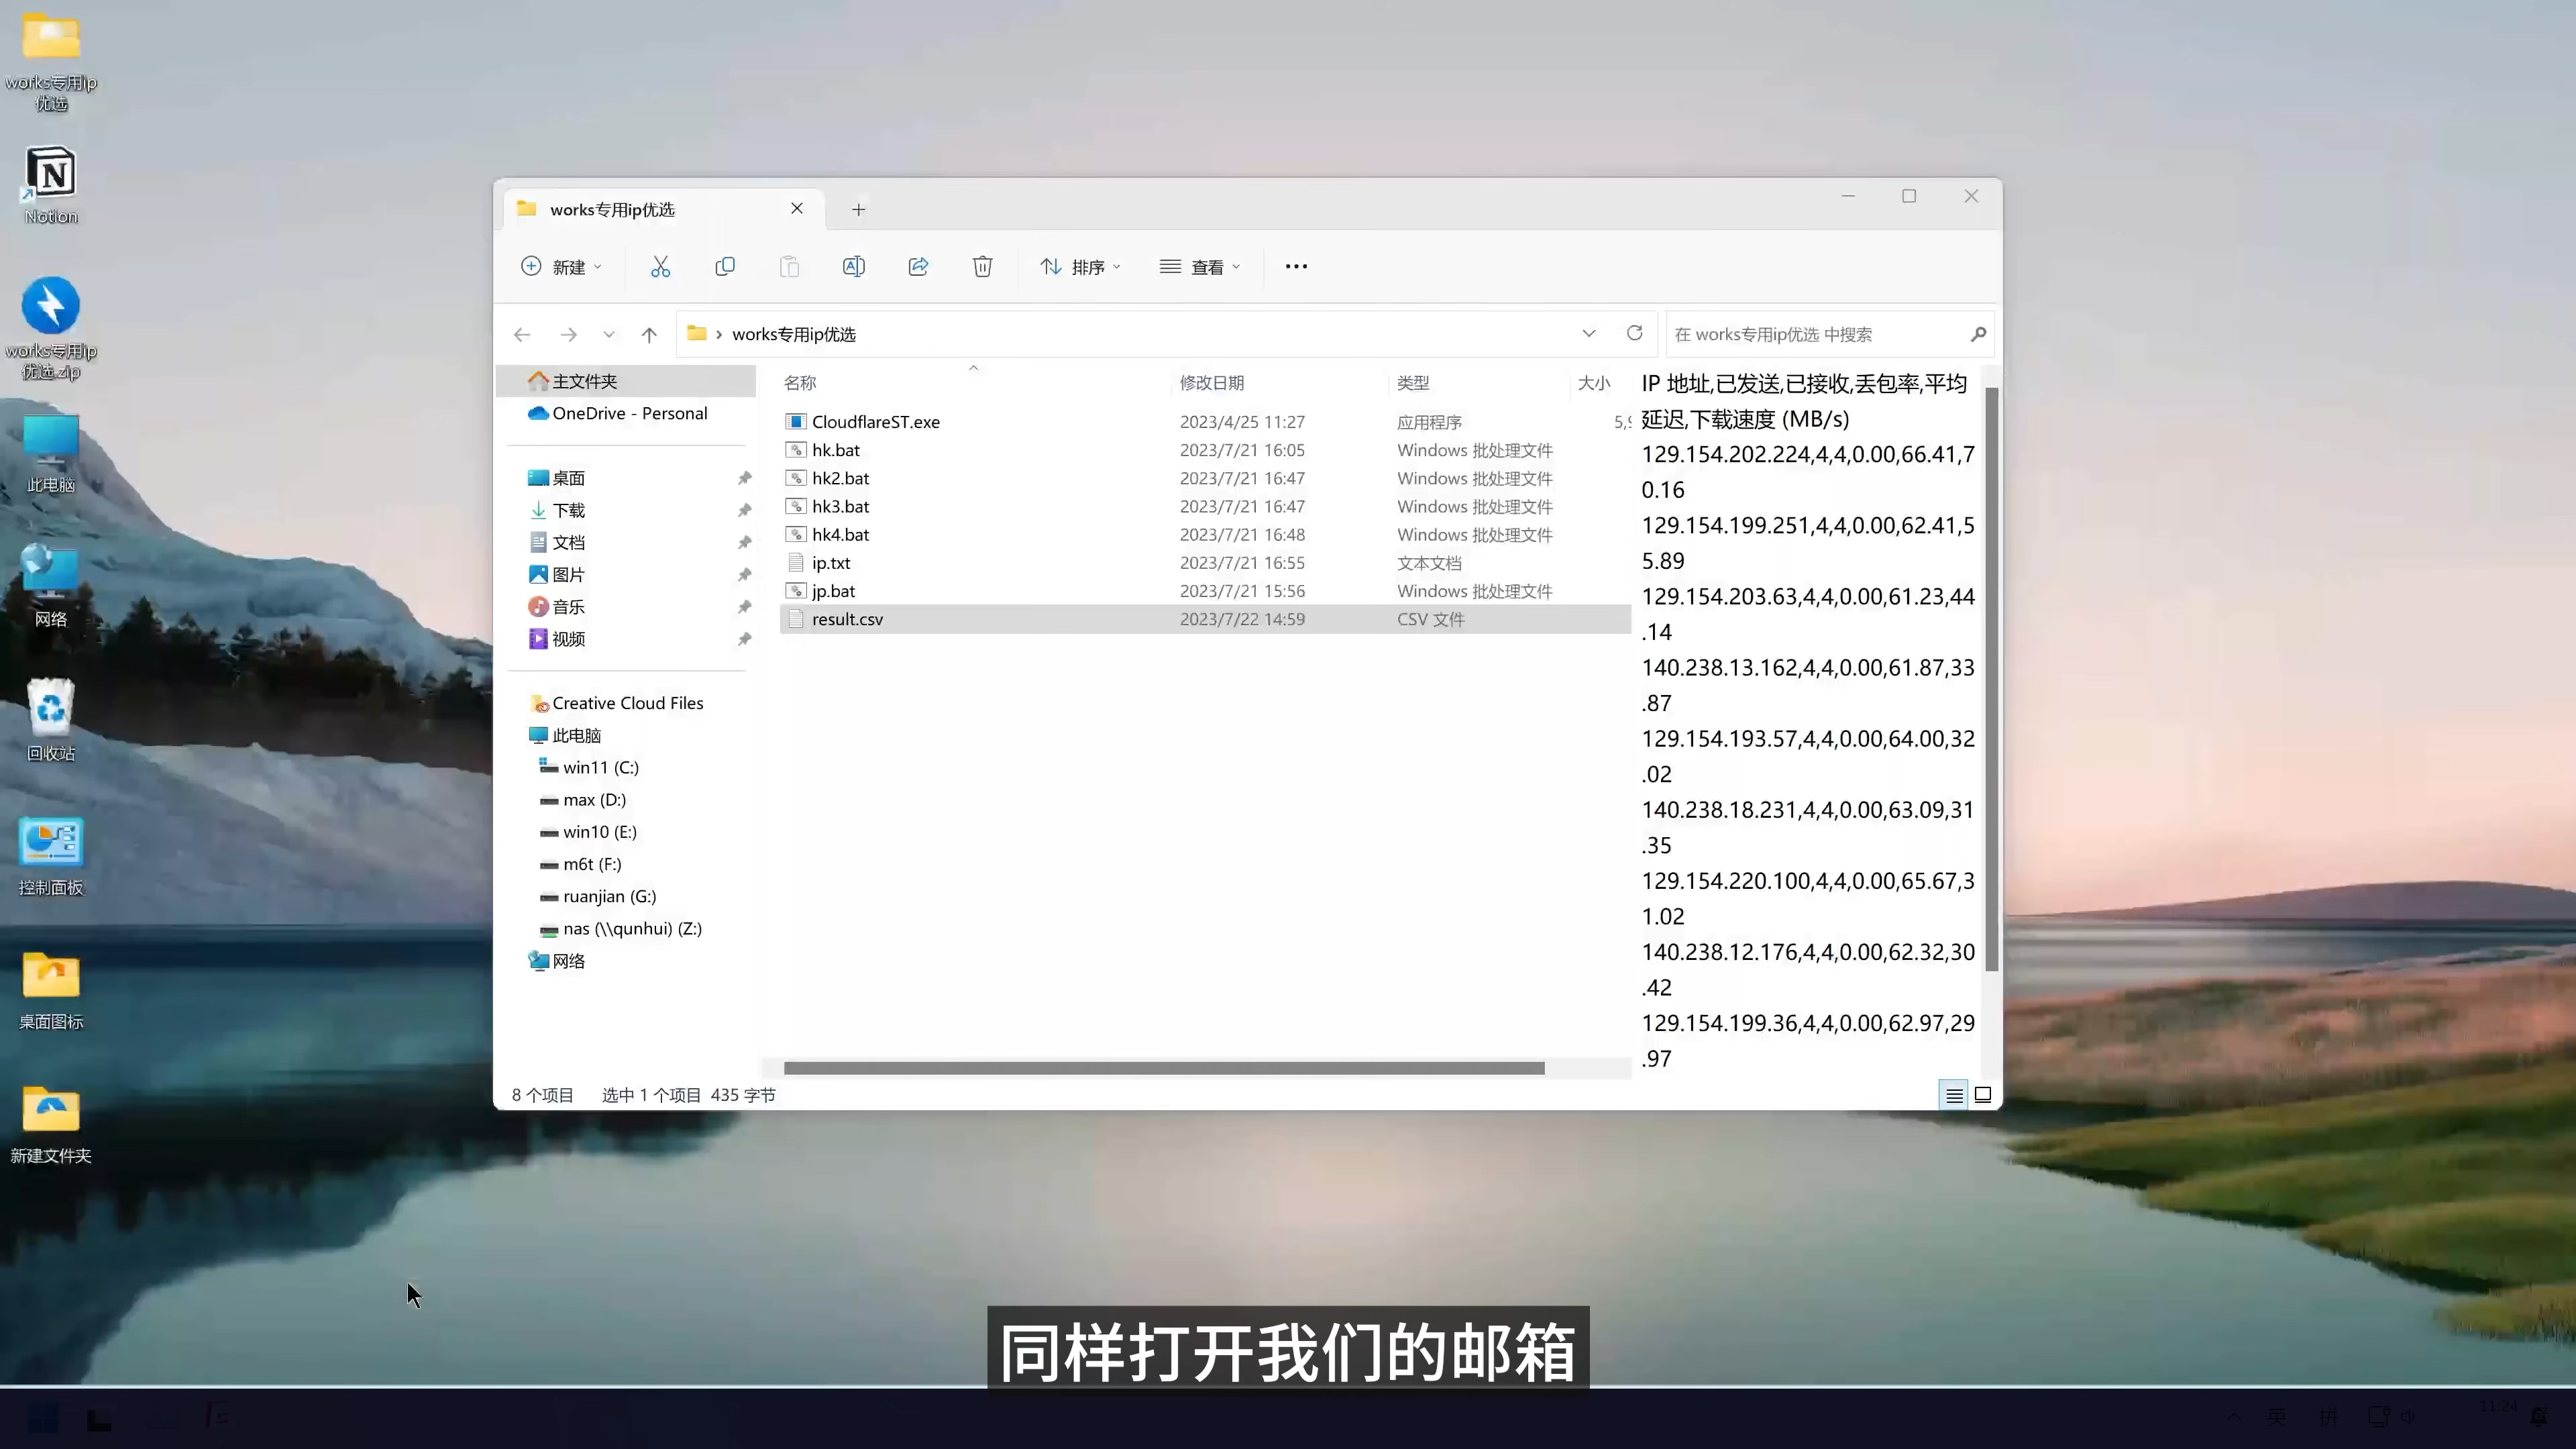 works专用ip
优选
Notion
works专用ip
优选.zip
此电脑
网络
回收站
控制面板
桌面图标
新建文件夹
works专用ip优选
新建
排序
查看
works专用ip优选
在 works专用ip优选 中搜索
主文件夹
OneDrive - Personal
桌面
下载
文档
图片
音乐
视频
Creative Cloud Files
此电脑
win11 (C:)
max (D:)
win10 (E:)
m6t (F:)
ruanjian (G:)
nas (\\qunhui) (Z:)
网络
名称 修改日期 类型 大小
CloudflareST.exe 2023/4/25 11:27 应用程序 5,9
hk.bat 2023/7/21 16:05 Windows 批处理文件
hk2.bat 2023/7/21 16:47 Windows 批处理文件
hk3.bat 2023/7/21 16:47 Windows 批处理文件
hk4.bat 2023/7/21 16:48 Windows 批处理文件
ip.txt 2023/7/21 16:55 文本文档
jp.bat 2023/7/21 15:56 Windows 批处理文件
result.csv 2023/7/22 14:59 CSV 文件
IP 地址,已发送,已接收,丢包率,平均
延迟,下载速度 (MB/s)
129.154.202.224,4,4,0.00,66.41,7
0.16
129.154.199.251,4,4,0.00,62.41,5
5.89
129.154.203.63,4,4,0.00,61.23,44
.14
140.238.13.162,4,4,0.00,61.87,33
.87
129.154.193.57,4,4,0.00,64.00,32
.02
140.238.18.231,4,4,0.00,63.09,31
.35
129.154.220.100,4,4,0.00,65.67,3
1.02
140.238.12.176,4,4,0.00,62.32,30
.42
129.154.199.36,4,4,0.00,62.97,29
.97
8 个项目 选中 1 个项目 435 字节
同样打开我们的邮箱
英 拼 11:24